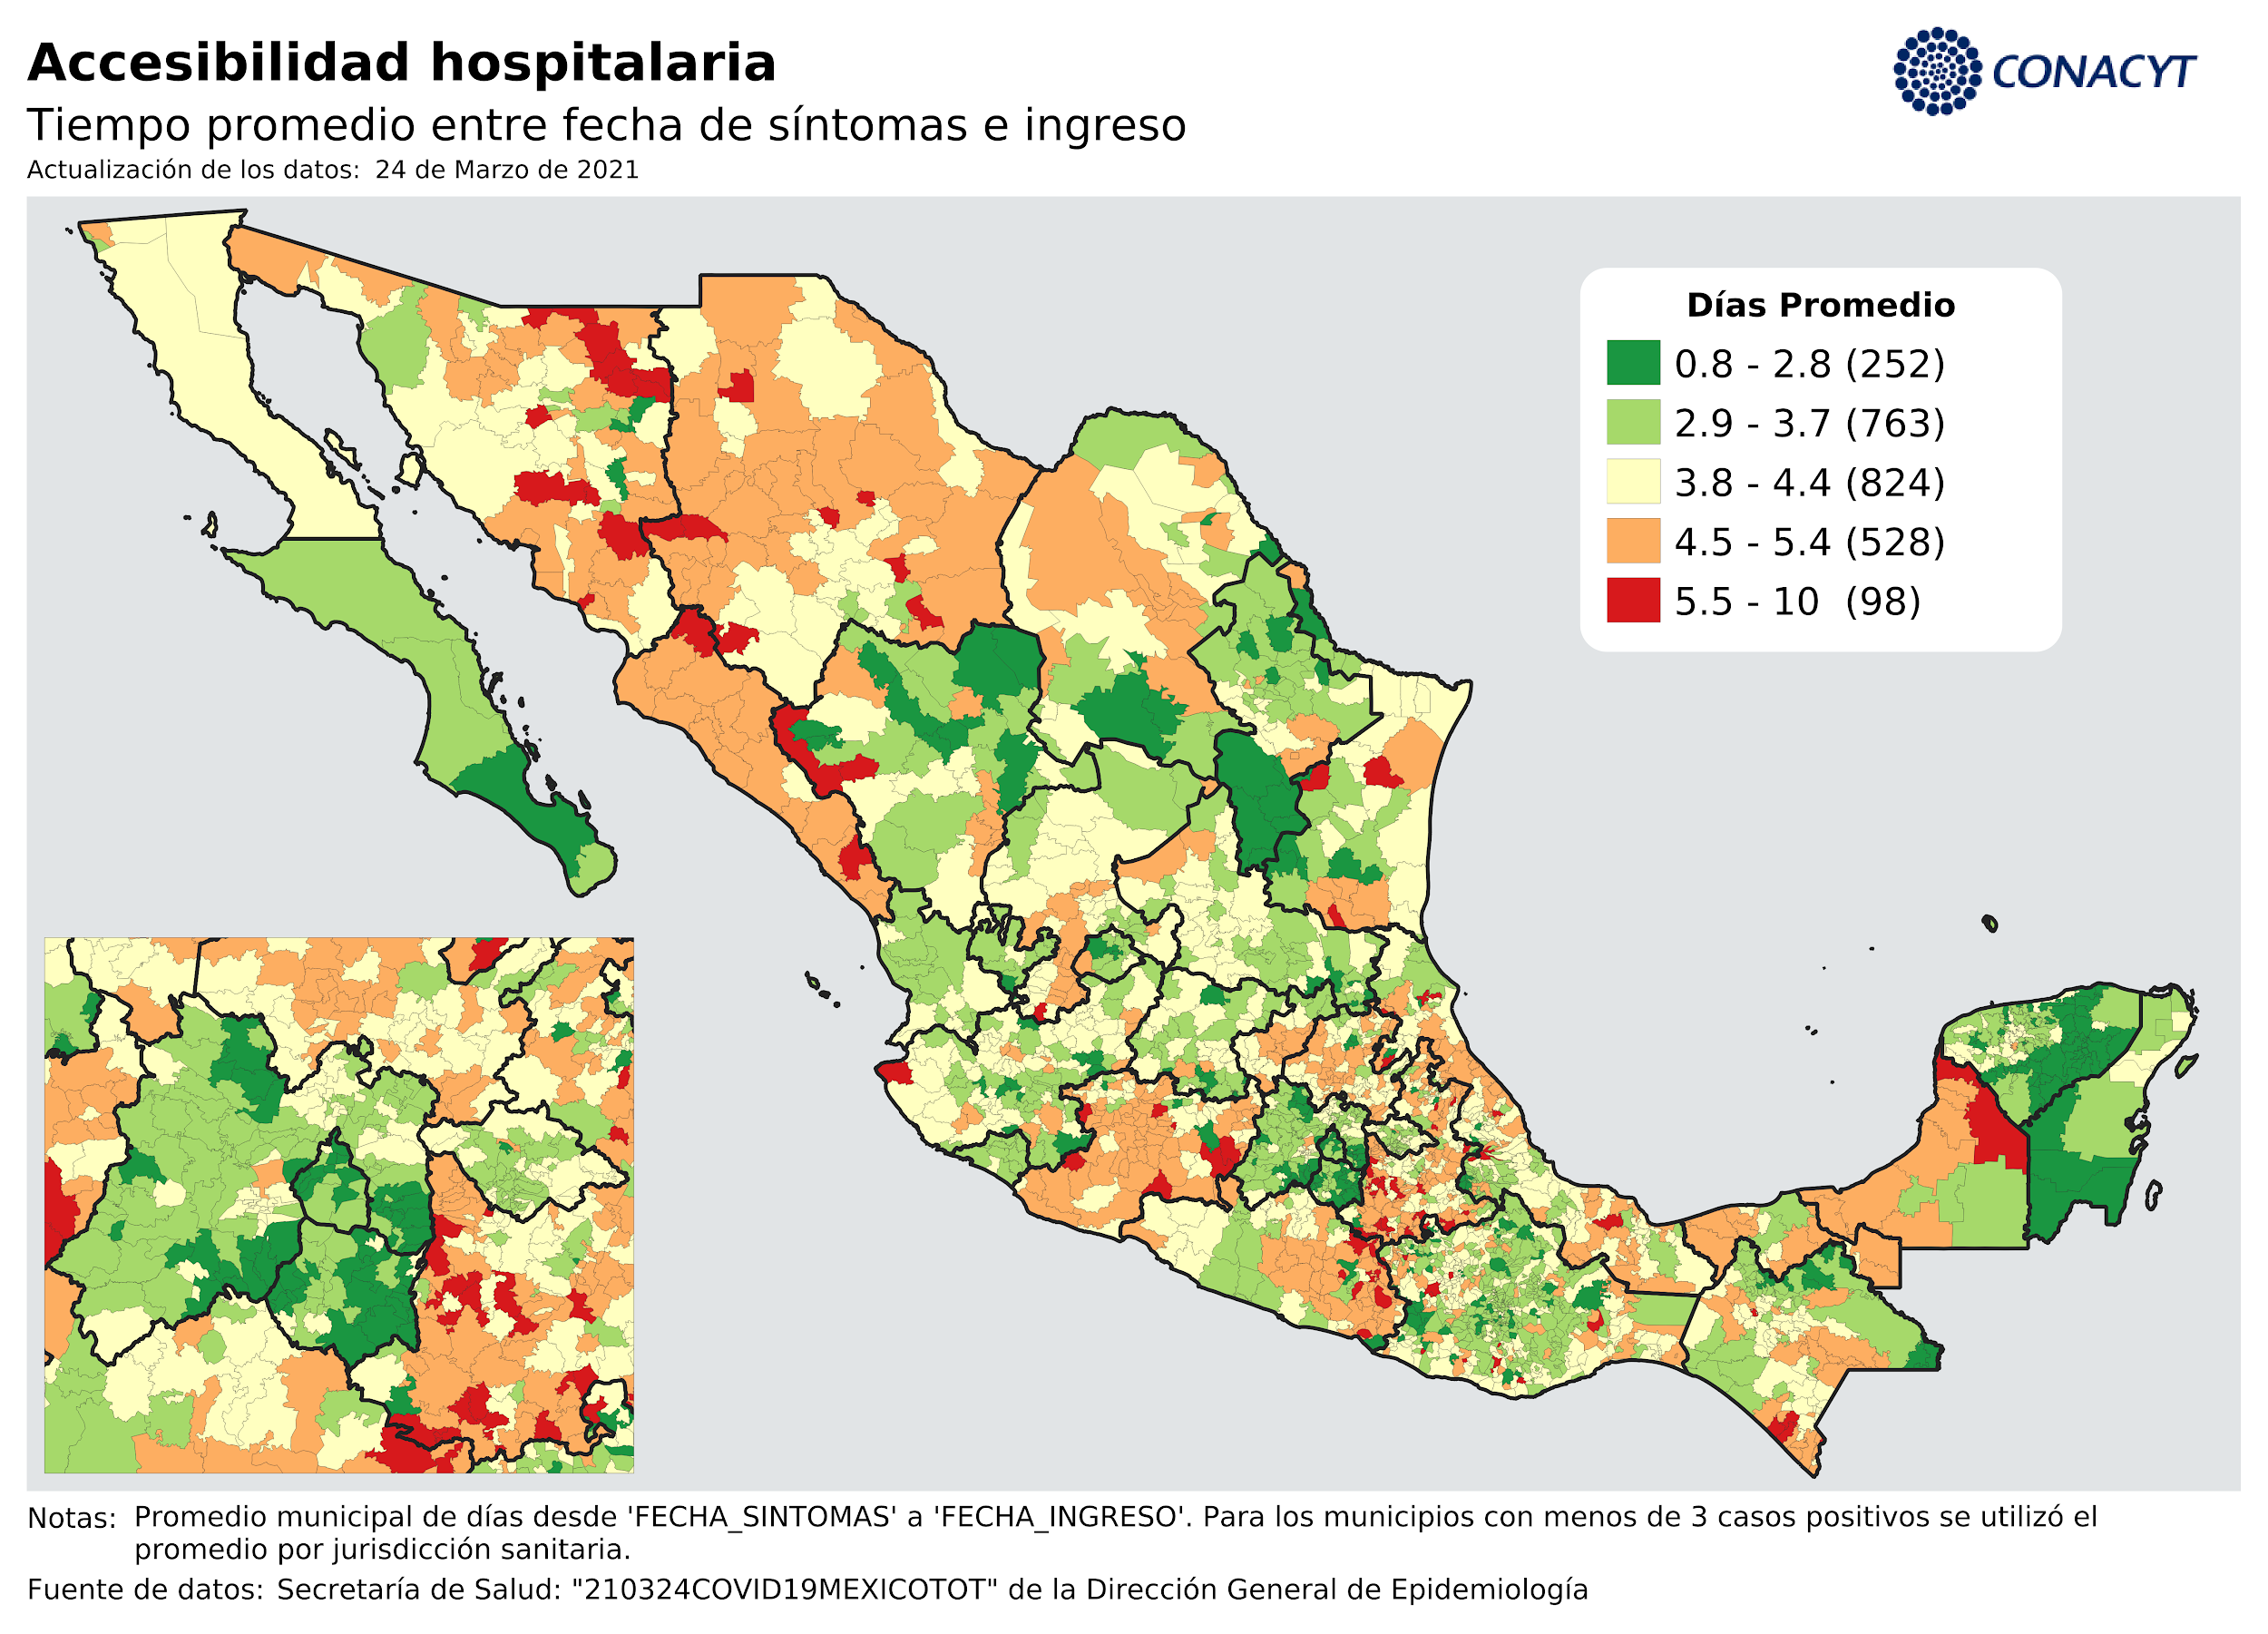 Accesibilidad hospitalaria
CONACYT
Tiempo promedio entre fecha de síntomas e ingreso
Actualización de los datos: 24 de Marzo de 2021
Días Promedio
0.8 - 2.8 (252)
2.9 - 3.7 (763)
3.8 - 4.4 (824)
4.5 - 5.4 (528)
5.5 - 10 (98)
Notas: Promedio municipal de días desde 'FECHA_SINTOMAS' a 'FECHA_INGRESO'. Para los municipios con menos de 3 casos positivos se utilizó el
promedio por jurisdicción sanitaria.
Fuente de datos: Secretaría de Salud: "210324COVID19MEXICOTOT" de la Dirección General de Epidemiología